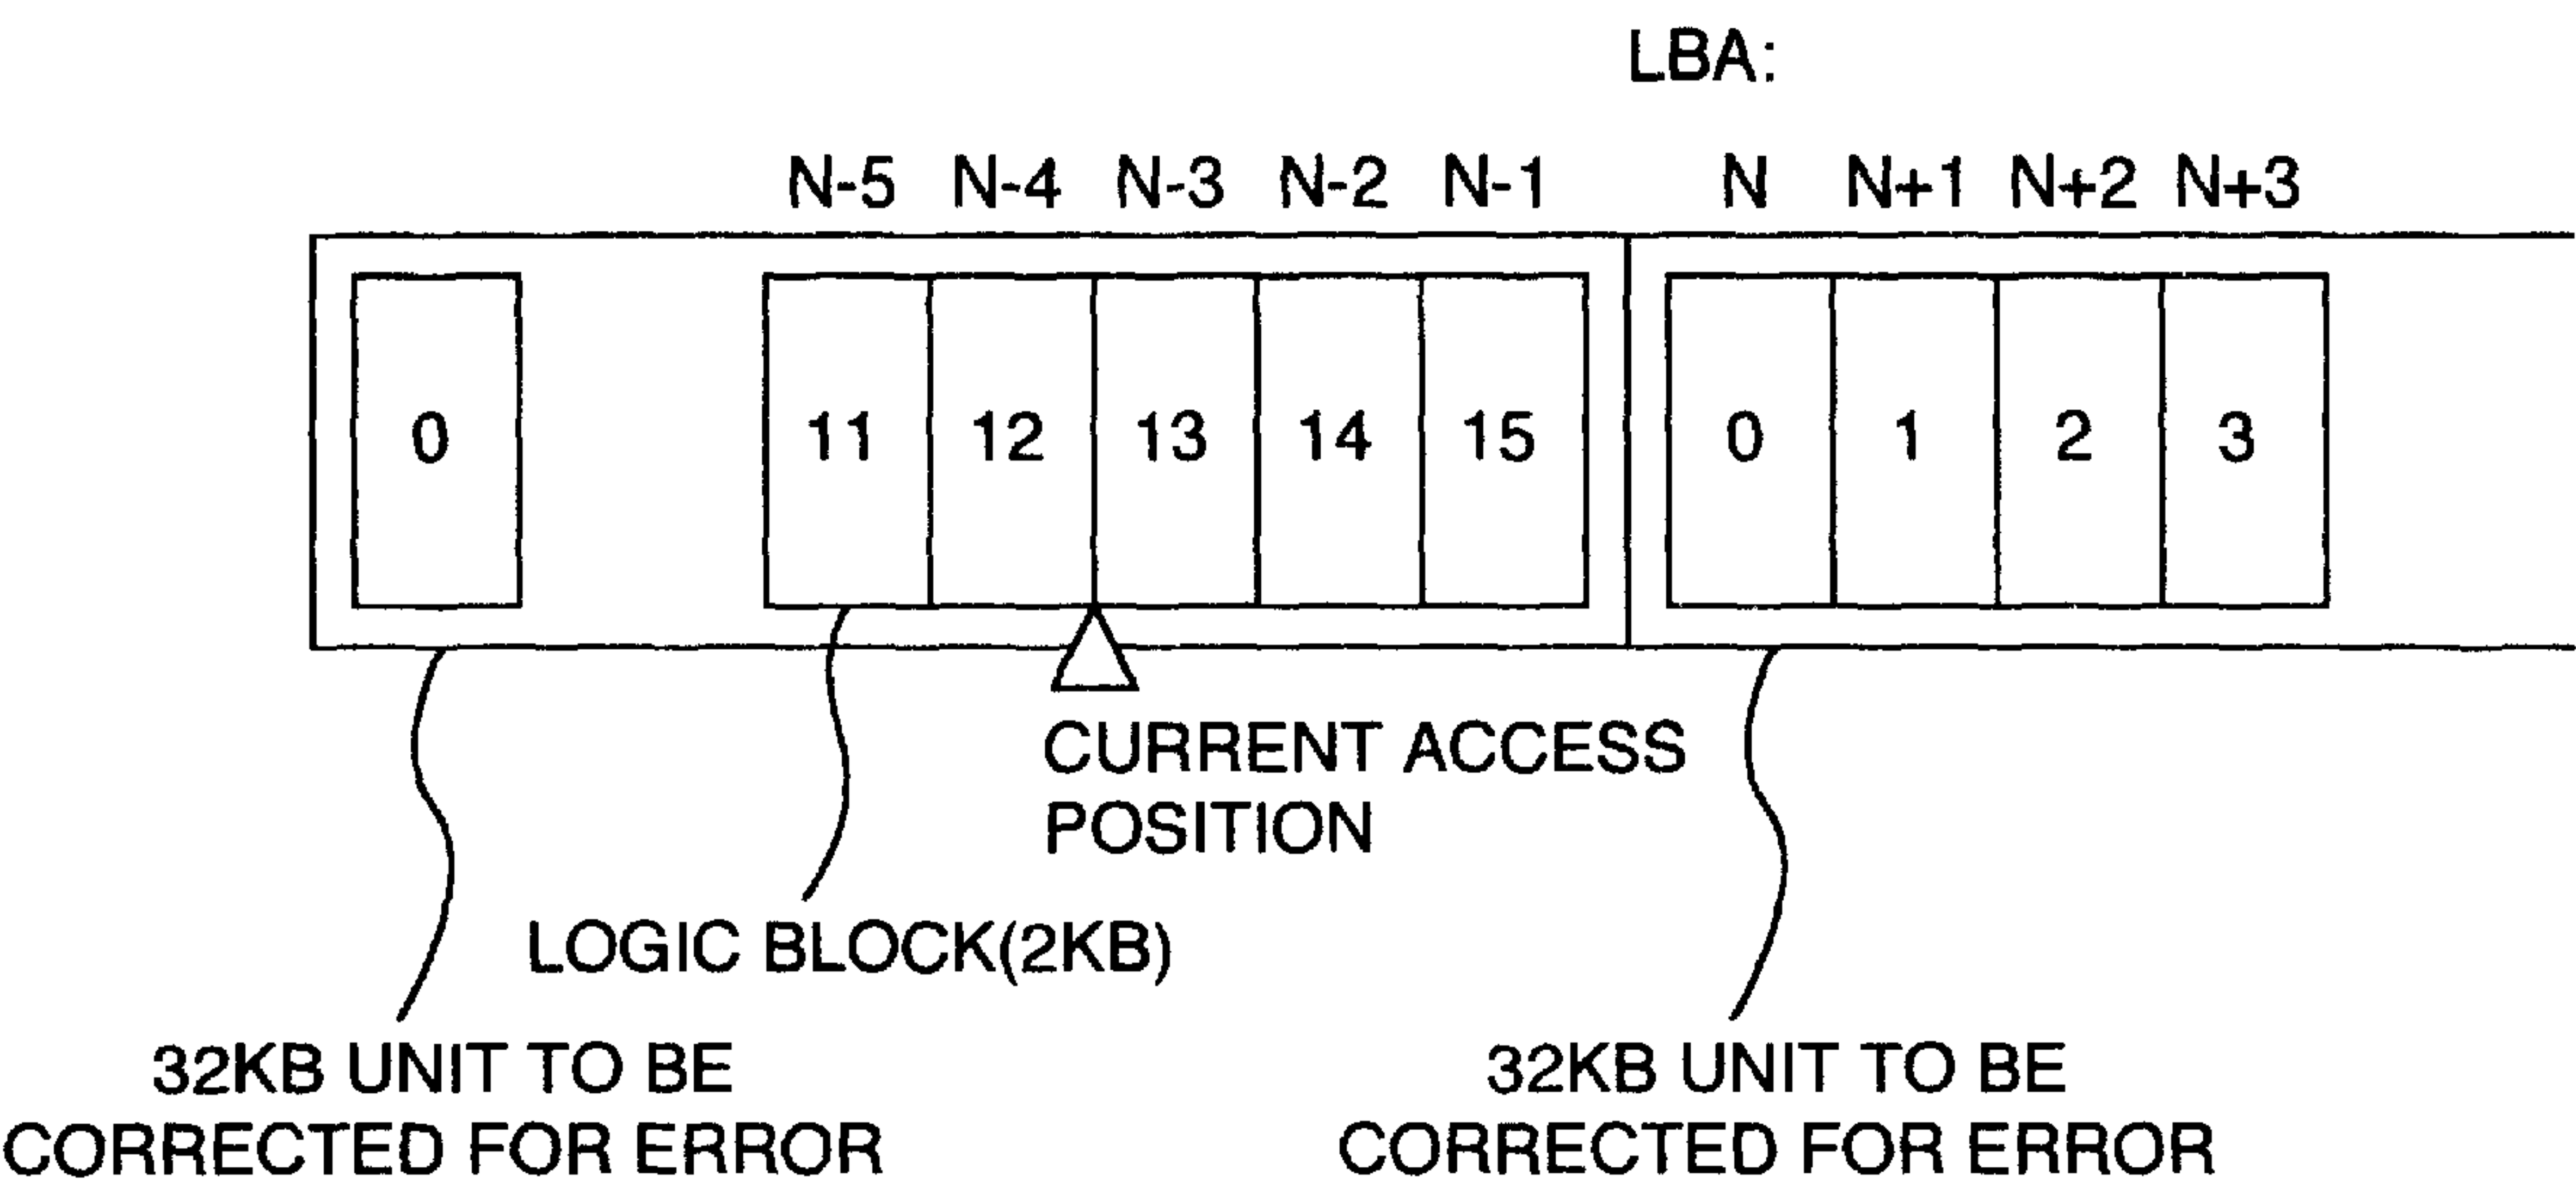 LBA:
N-5 N-4 N-3 N-2 N-1 N N+1 N+2 N+3
0 11 12 13 14 15 0 1 2 3
CURRENT ACCESS
POSITION
LOGIC BLOCK(2KB)
32KB UNIT TO BE
CORRECTED FOR ERROR
32KB UNIT TO BE
CORRECTED FOR ERROR